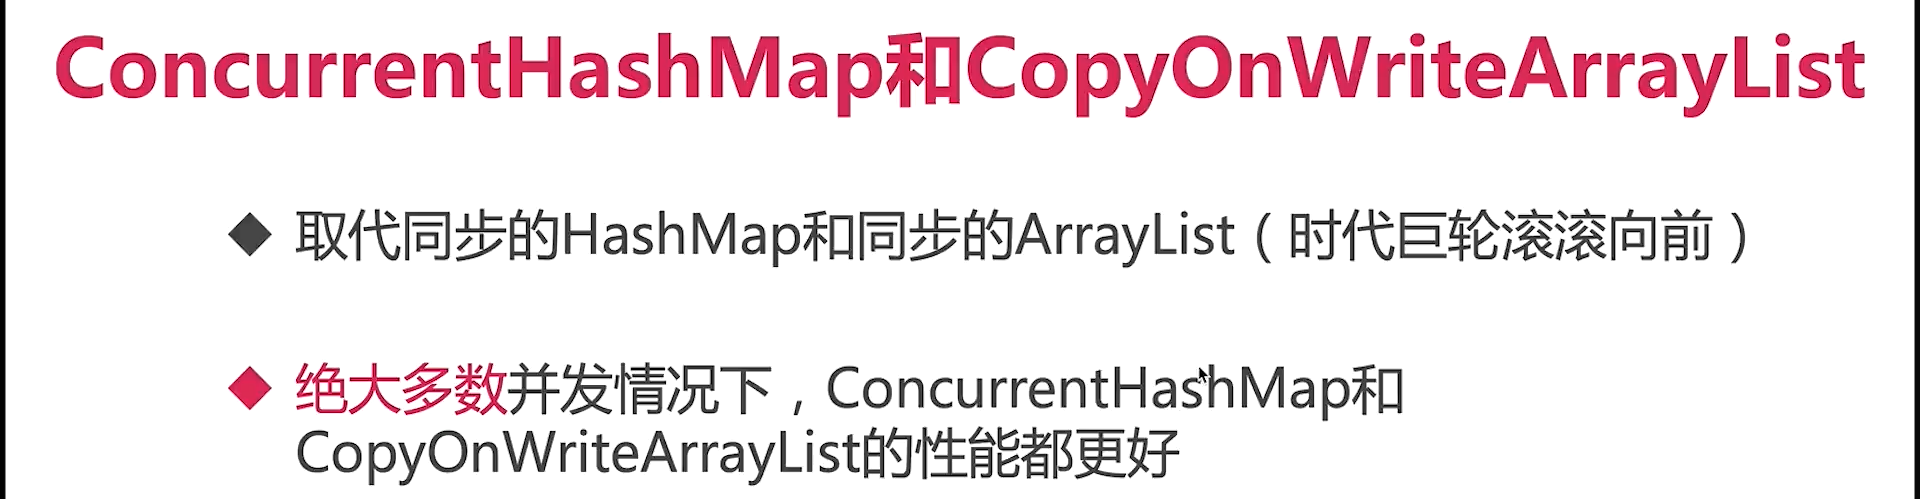 ConcurrentHashMap和CopyOnWriteArrayList
取代同步的HashMap和同步的ArrayList（时代巨轮滚滚向前）
绝大多数并发情况下，ConcurrentHashMap和
CopyOnWriteArrayList的性能都更好